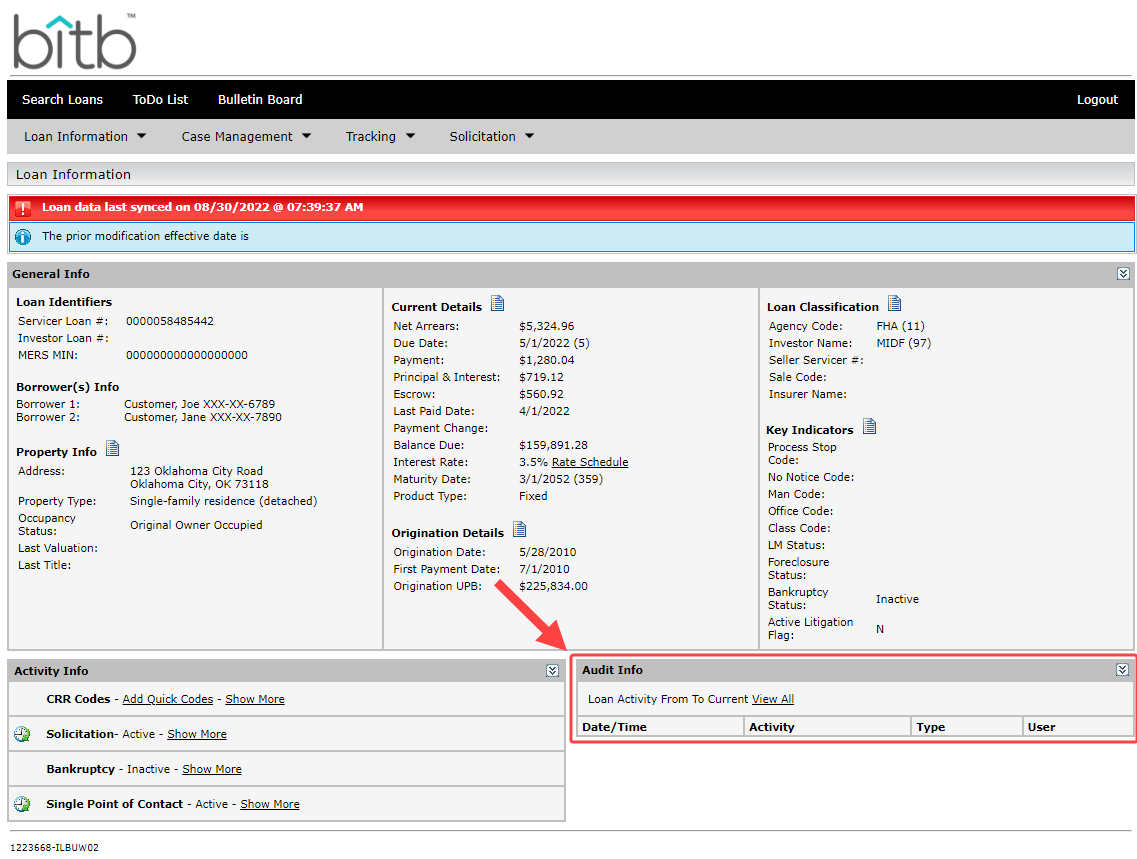 bitb™
Search Loans ToDo List Bulletin Board Logout
Loan Information Case Management Tracking Solicitation
Loan Information
Loan data last synced on 08/30/2022 @ 07:39:37 AM
The prior modification effective date is
General Info
Loan Identifiers
Servicer Loan #: 0000058485442
Investor Loan #:
MERS MIN: 000000000000000000
Borrower(s) Info
Borrower 1: Customer, Joe XXX-XX-6789
Borrower 2: Customer, Jane XXX-XX-7890
Property Info
Address: 123 Oklahoma City Road
Oklahoma City, OK 73118
Property Type: Single-family residence (detached)
Occupancy
Status: Original Owner Occupied
Last Valuation:
Last Title:
Current Details
Net Arrears: $5,324.96
Due Date: 5/1/2022 (5)
Payment: $1,280.04
Principal & Interest: $719.12
Escrow: $560.92
Last Paid Date: 4/1/2022
Payment Change:
Balance Due: $159,891.28
Interest Rate: 3.5% Rate Schedule
Maturity Date: 3/1/2052 (359)
Product Type: Fixed
Origination Details
Origination Date: 5/28/2010
First Payment Date: 7/1/2010
Origination UPB: $225,834.00
Loan Classification
Agency Code: FHA (11)
Investor Name: MIDF (97)
Seller Servicer #:
Sale Code:
Insurer Name:
Key Indicators
Process Stop
Code:
No Notice Code:
Man Code:
Office Code:
Class Code:
LM Status:
Foreclosure
Status:
Bankruptcy
Status: Inactive
Active Litigation
Flag: N
Activity Info
CRR Codes - Add Quick Codes - Show More
Solicitation- Active - Show More
Bankruptcy - Inactive - Show More
Single Point of Contact - Active - Show More
Audit Info
Loan Activity From To Current View All
Date/Time Activity Type User
1223668-ILBUW02